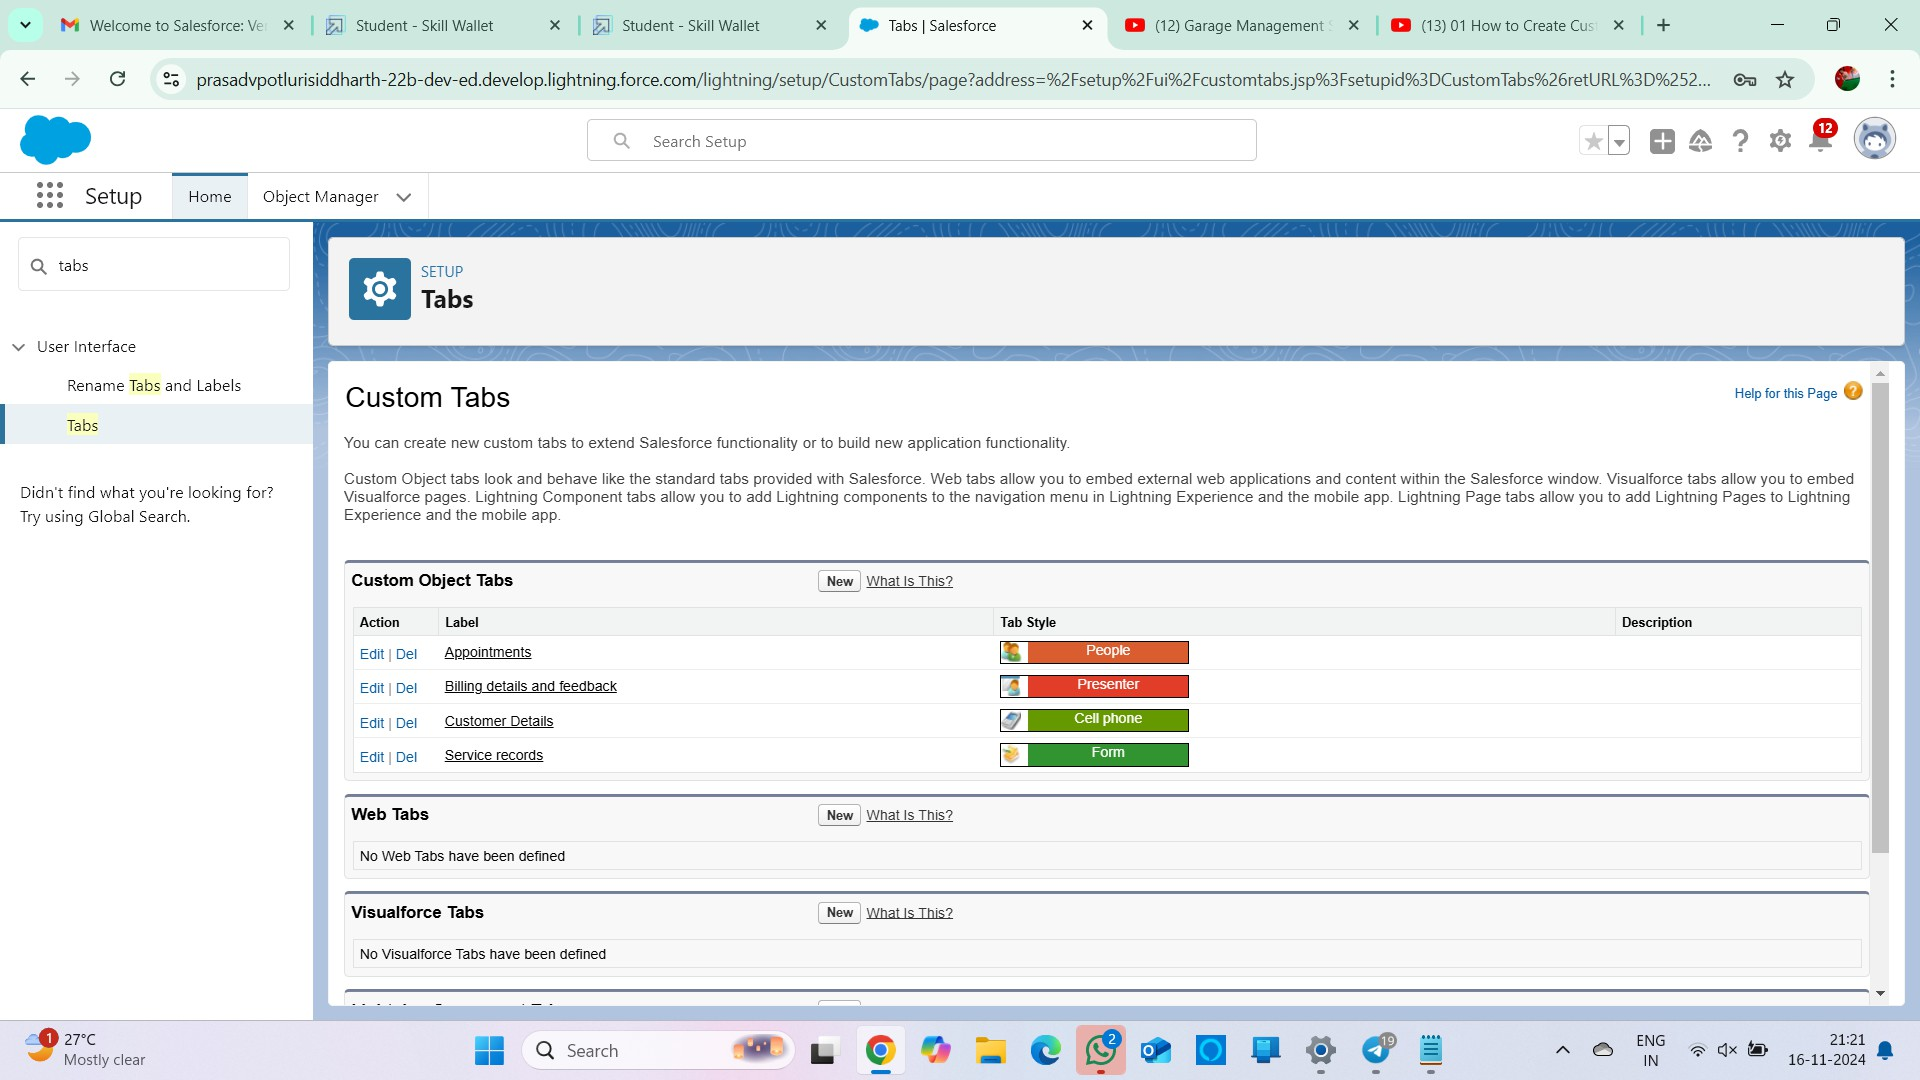 Welcome to Salesforce: Ve
Student - Skill Wallet
Student - Skill Wallet
Tabs | Salesforce
(12) Garage Management
(13) 01 How to Create Cus
prasadvpotlurisiddharth-22b-dev-ed.develop.lightning.force.com/lightning/setup/CustomTabs/page?address=%2Fsetup%2Fui%2Fcustomtabs.jsp%3Fsetupid%3DCustomTabs%26retURL%3D%252...
Search Setup
12
Setup
Home
Object Manager
tabs
User Interface
Rename Tabs and Labels
Tabs
Didn't find what you're looking for?
Try using Global Search.
SETUP
Tabs
Custom Tabs
Help for this Page ?
You can create new custom tabs to extend Salesforce functionality or to build new application functionality.
Custom Object tabs look and behave like the standard tabs provided with Salesforce. Web tabs allow you to embed external web applications and content within the Salesforce window. Visualforce tabs allow you to embed
Visualforce pages. Lightning Component tabs allow you to add Lightning components to the navigation menu in Lightning Experience and the mobile app. Lightning Page tabs allow you to add Lightning Pages to Lightning
Experience and the mobile app.
Custom Object Tabs New What Is This?
Action Label Tab Style Description
Edit | Del Appointments People
Edit | Del Billing details and feedback Presenter
Edit | Del Customer Details Cell phone
Edit | Del Service records Form
Web Tabs New What Is This?
No Web Tabs have been defined
Visualforce Tabs New What Is This?
No Visualforce Tabs have been defined
1
27°C
Mostly clear
Search
2
19
ENG
IN
21:21
16-11-2024